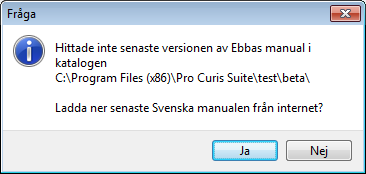 Fråga
Hittade inte senaste versionen av Ebbas manual i
katalogen
C:\Program Files (x86)\Pro Curis Suite\test\beta\
Ladda ner senaste Svenska manualen från internet?
Ja
Nej